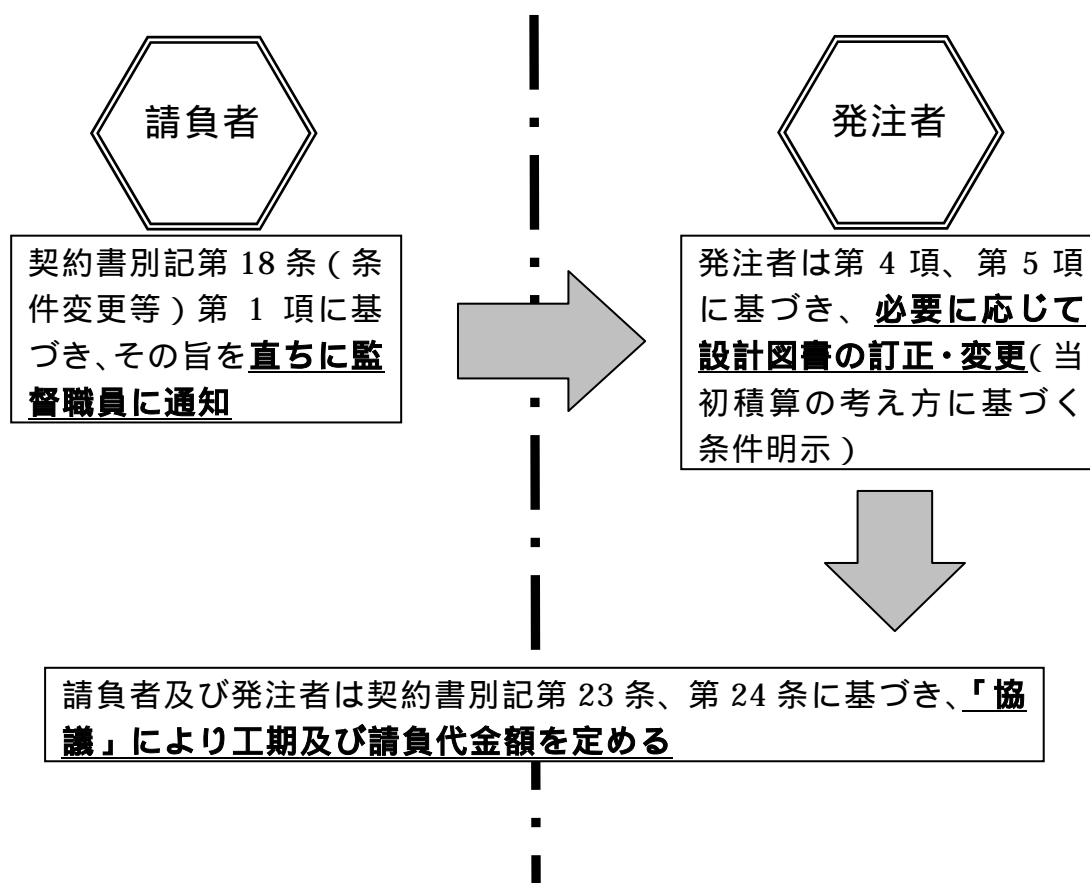 請負者
契約書別記第 18 条（条
件変更等）第 1 項に基
づき、その旨を直ちに監
督職員に通知
発注者
発注者は第 4 項、第 5 項
に基づき、必要に応じて
設計図書の訂正・変更（当
初積算の考え方に基づく
条件明示）
請負者及び発注者は契約書別記第 23 条、第 24 条に基づき、「協
議」により工期及び請負代金額を定める